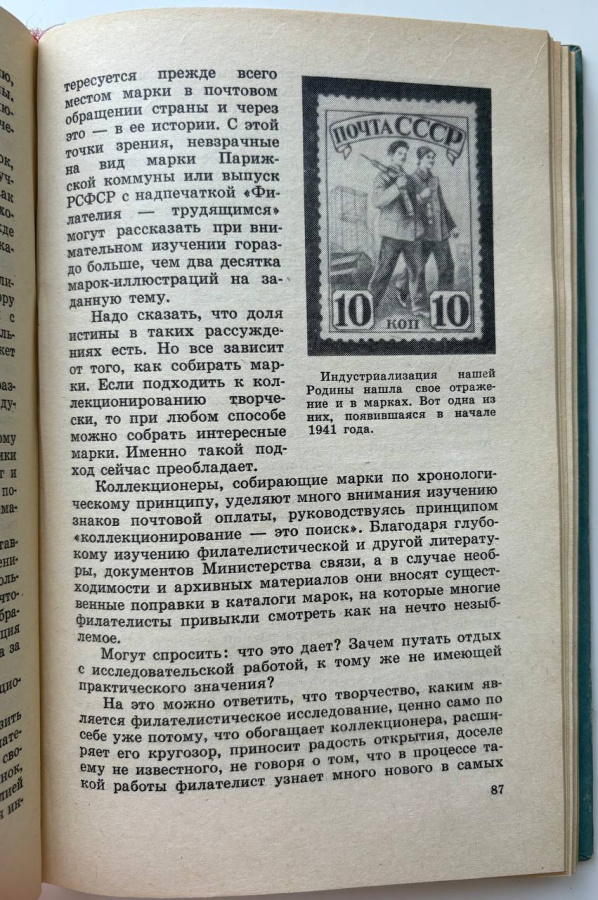 тересуется прежде всего
местом марки в почтовом
обращении страны и через
это — в ее истории. С этой
точки зрения, невзрачные
на вид марки Париж-
ской коммуны или выпуск
РСФСР с надпечаткой «Фи-
лателия — трудящимся»
могут рассказать при вни-
мательном изучении гораз-
до больше, чем два десятка
марок-иллюстраций на за-
данную тему.
Надо сказать, что доля
истины в таких рассужде-
ниях есть. Но все зависит
от того, как собирать мар-
ки. Если подходить к кол-
лекционированию творче-
ски, то при любом способе
можно собрать интересные
марки. Именно такой под-
ход сейчас преобладает.
ПОЧТА СССР
10 КОП 10
Индустриализация нашей
Родины нашла свое отраже-
ние и в марках. Вот одна из
них, появившаяся в начале
1941 года.
Коллекционеры, собирающие марки по хронологи-
ческому принципу, уделяют много внимания изучению
знаков почтовой оплаты, руководствуясь принципом
«коллекционирование — это поиск». Благодаря глубо-
кому изучению филателистической и другой литерату-
ры, документов Министерства связи, а в случае необ-
ходимости и архивных материалов они вносят сущест-
венные поправки в каталоги марок, на которые многие
филателисты привыкли смотреть как на нечто незыб-
лемое.
Могут спросить: что это дает? Зачем путать отдых
с исследовательской работой, к тому же не имеющей
практического значения?
На это можно ответить, что творчество, каким яв-
ляется филателистическое исследование, ценно само по
себе уже потому, что обогащает коллекционера, расши-
ряет его кругозор, приносит радость открытия, доселе
ему не известного, не говоря о том, что в процессе та-
кой работы филателист узнает много нового в самых
87